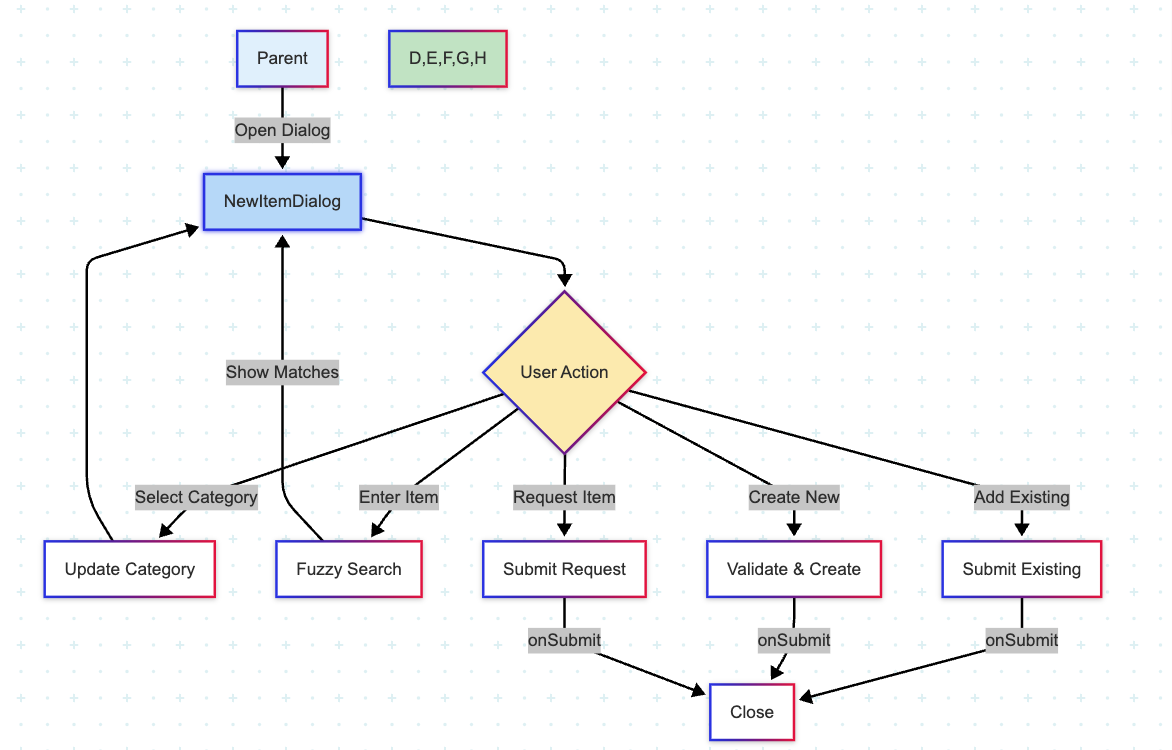 Parent
D,E,F,G,H
Open Dialog
NewItemDialog
Show Matches
User Action
Select Category
Enter Item
Request Item
Create New
Add Existing
Update Category
Fuzzy Search
Submit Request
Validate & Create
Submit Existing
onSubmit
onSubmit
onSubmit
Close